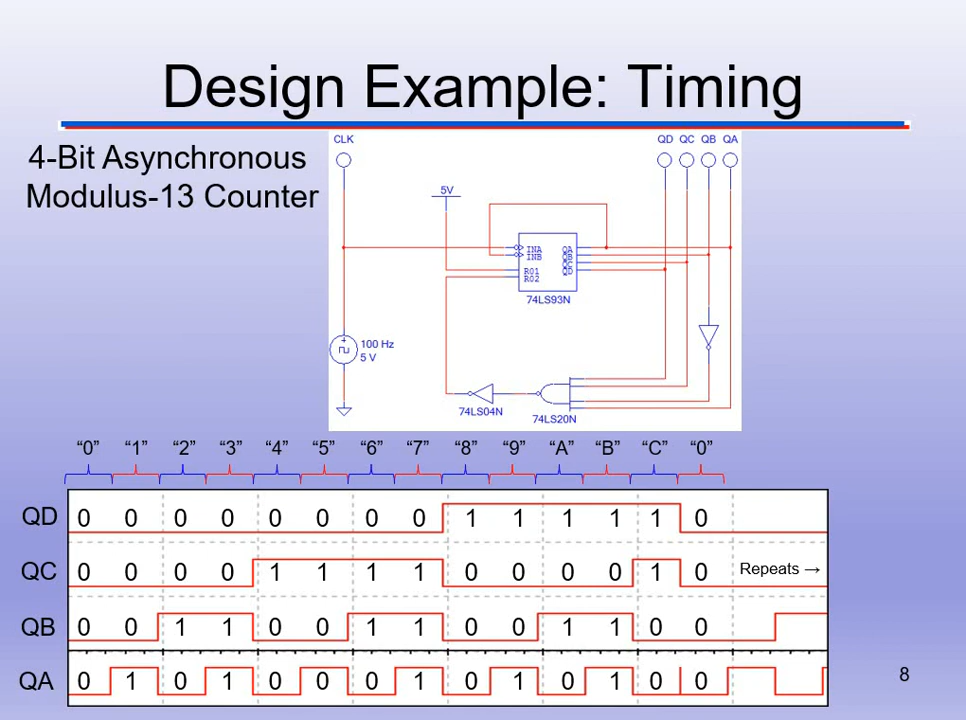 Design Example: Timing
4-Bit Asynchronous
Modulus-13 Counter
CLK
QD QC QB QA
5V
INA QA
INB QB
QC
R01 QD
R02
74LS93N
100 Hz
5 V
74LS04N
74LS20N
“0” “1” “2” “3” “4” “5” “6” “7” “8” “9” “A” “B” “C” “0”
QD 0 0 0 0 0 0 0 0 1 1 1 1 1 0
QC 0 0 0 0 1 1 1 1 0 0 0 0 1 0 Repeats →
QB 0 0 1 1 0 0 1 1 0 0 1 1 0 0
QA 0 1 0 1 0 0 0 1 0 1 0 1 0 0
8